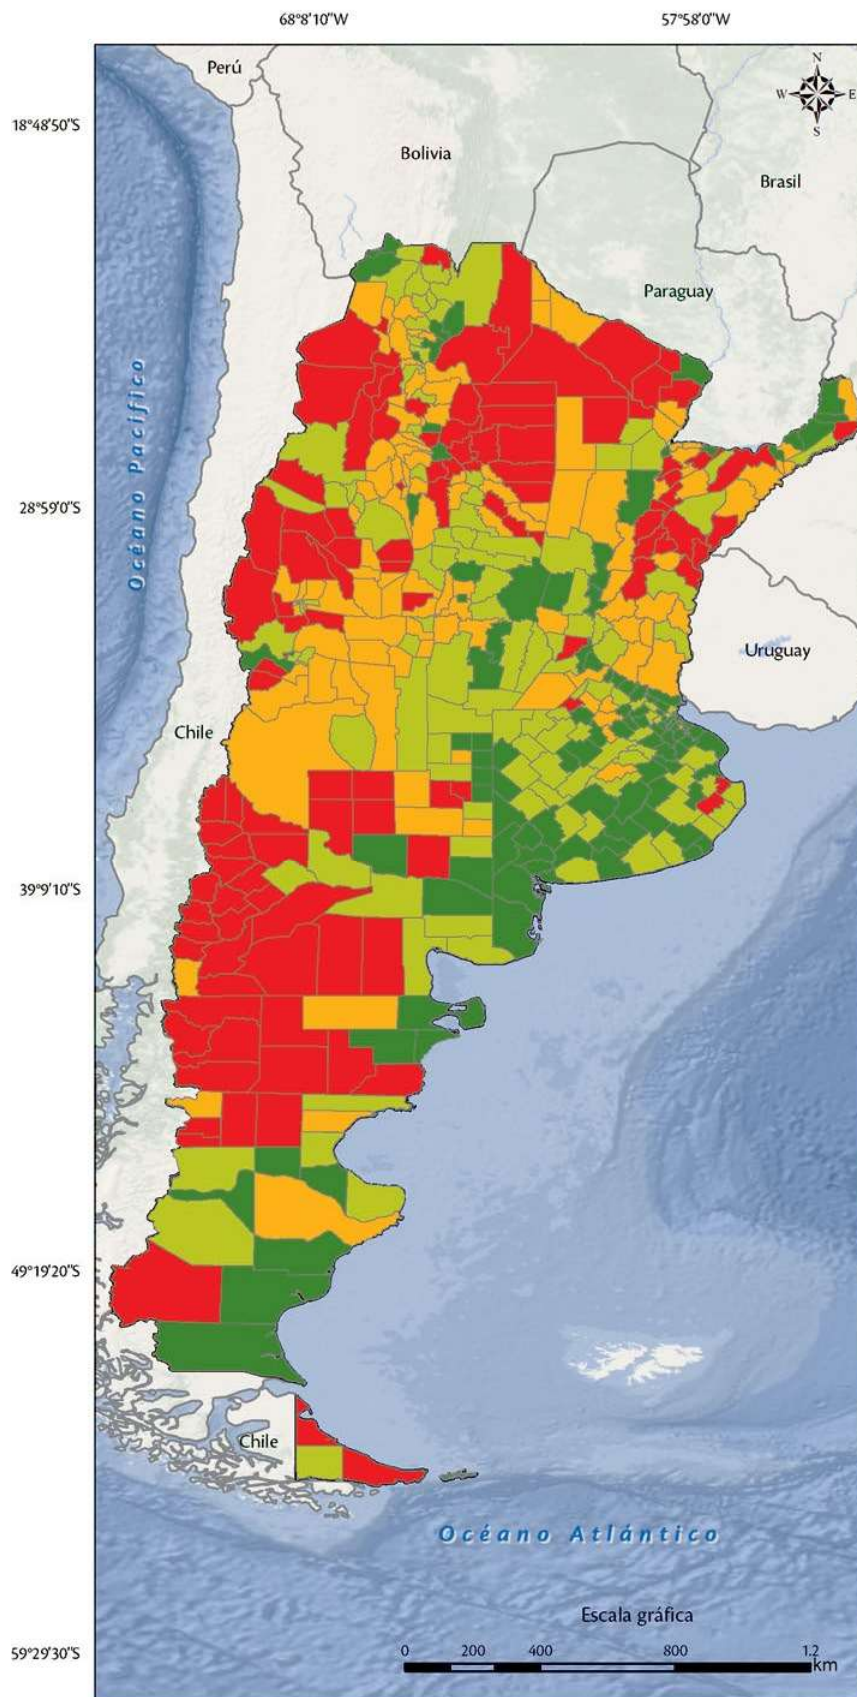 68°8'10"W
57°58'0"W
Perú
N
W
E
S
18°48'50"S
Bolivia
Brasil
Paraguay
Océano Pacífico
28°59'0"S
Uruguay
Chile
39°9'10"S
49°19'20"S
Chile
Océano Atlántico
Escala gráfica
59°29'30"S
0 200 400 800 1.2
km